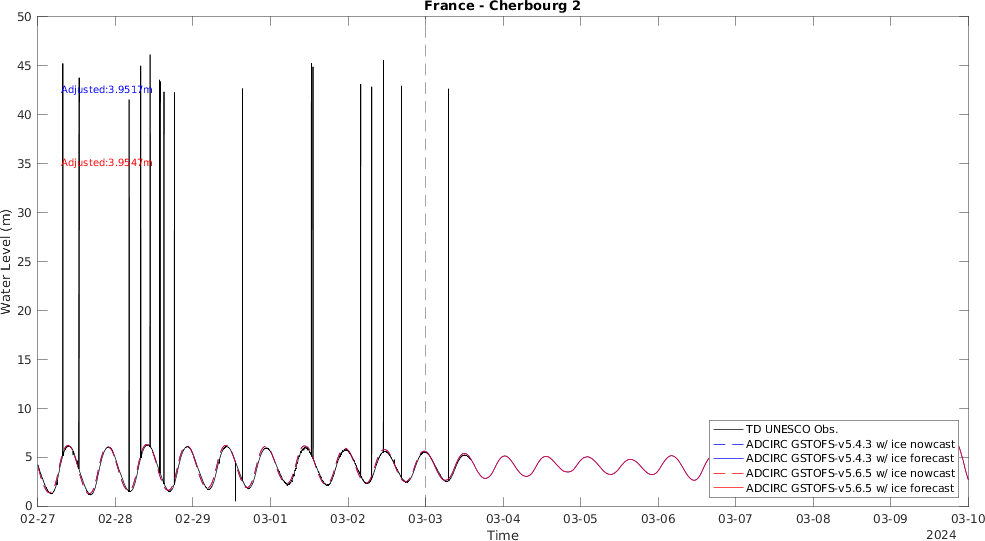 France - Cherbourg 2
50
45
40
35
30
25
20
15
10
5
0
Water Level (m)
Adjusted:3.9517m
Adjusted:3.9547m
TD UNESCO Obs.
ADCIRC GSTOFS-v5.4.3 w/ ice nowcast
ADCIRC GSTOFS-v5.4.3 w/ ice forecast
ADCIRC GSTOFS-v5.6.5 w/ ice nowcast
ADCIRC GSTOFS-v5.6.5 w/ ice forecast
02-27 02-28 02-29 03-01 03-02 03-03 03-04 03-05 03-06 03-07 03-08 03-09 03-10
Time
2024